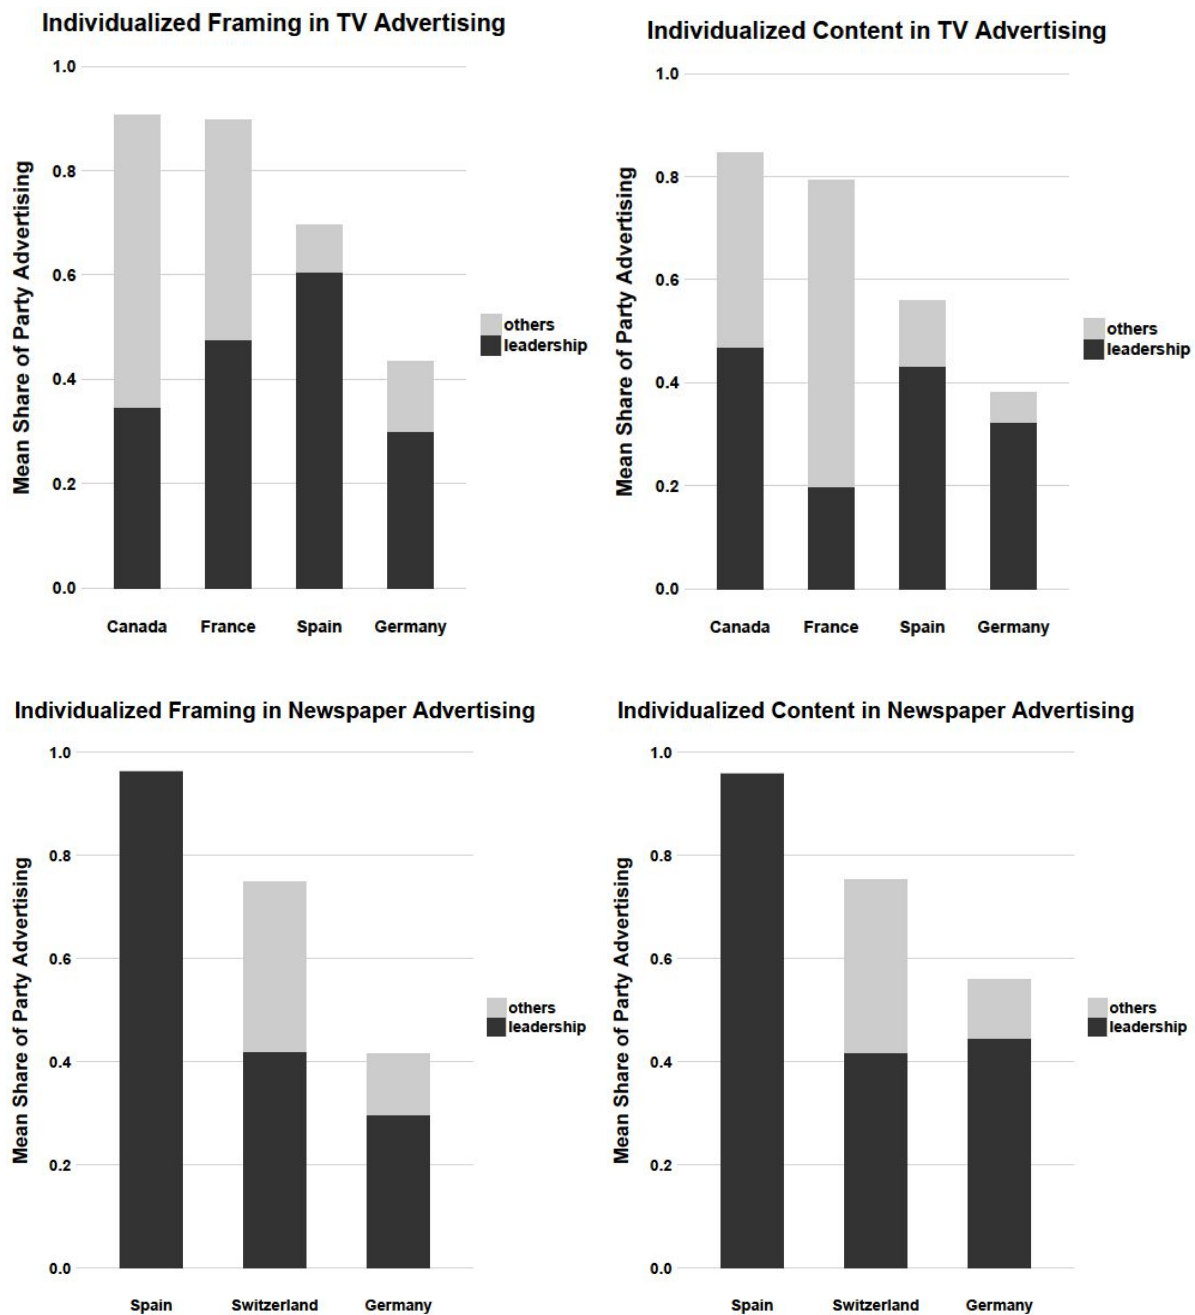 Individualized Framing in TV Advertising
Mean Share of Party Advertising
1.0
0.8
0.6
0.4
0.2
0.0
Canada France Spain Germany
others
leadership
Individualized Content in TV Advertising
Mean Share of Party Advertising
1.0
0.8
0.6
0.4
0.2
0.0
Canada France Spain Germany
others
leadership
Individualized Framing in Newspaper Advertising
Mean Share of Party Advertising
1.0
0.8
0.6
0.4
0.2
0.0
Spain Switzerland Germany
others
leadership
Individualized Content in Newspaper Advertising
Mean Share of Party Advertising
1.0
0.8
0.6
0.4
0.2
0.0
Spain Switzerland Germany
others
leadership